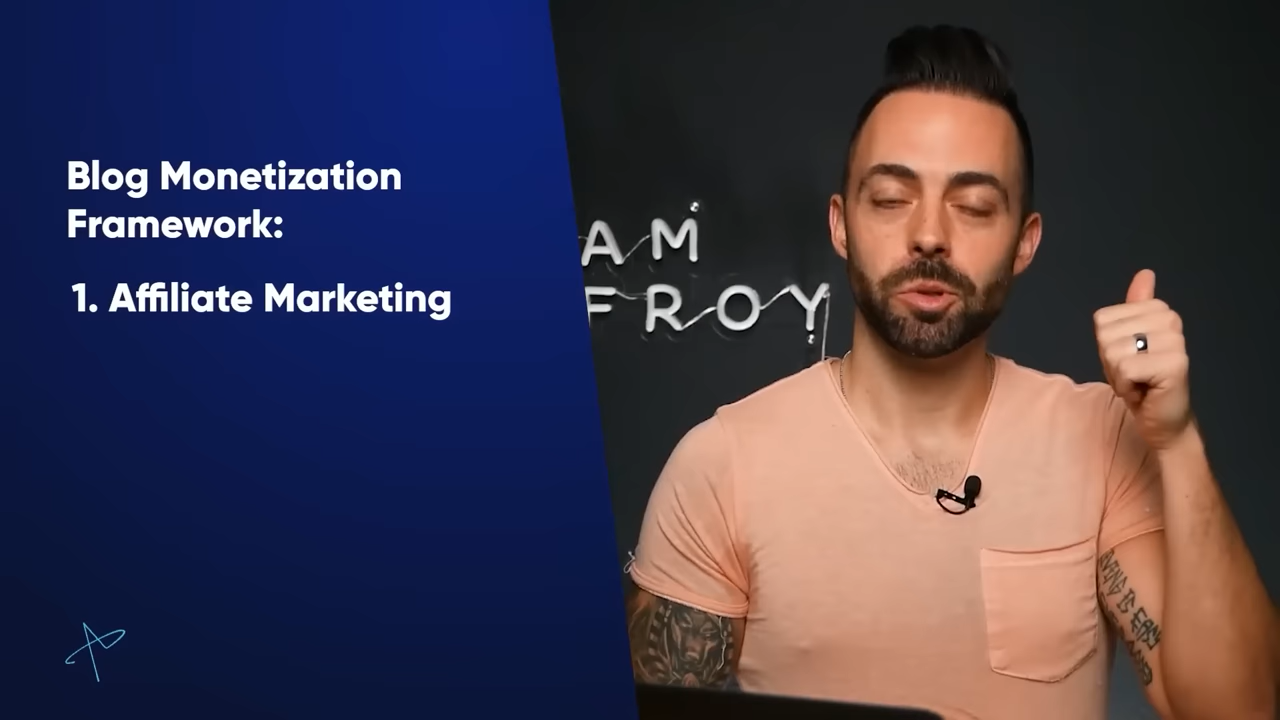 Blog Monetization
Framework:
1. Affiliate Marketing
AM
FROY